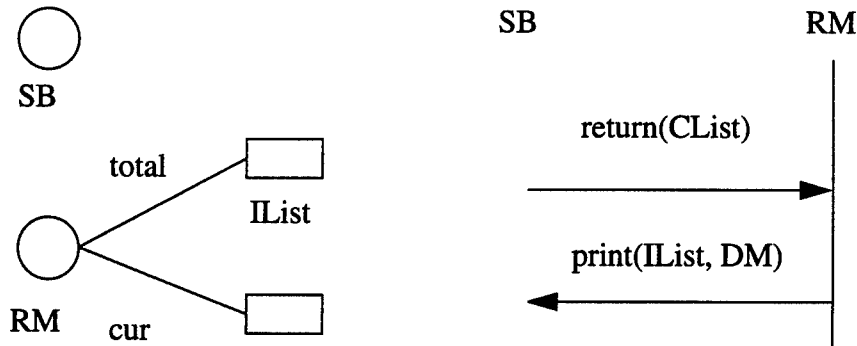 SB
total
IList
RM
cur
SB
RM
return(CList)
print(IList, DM)